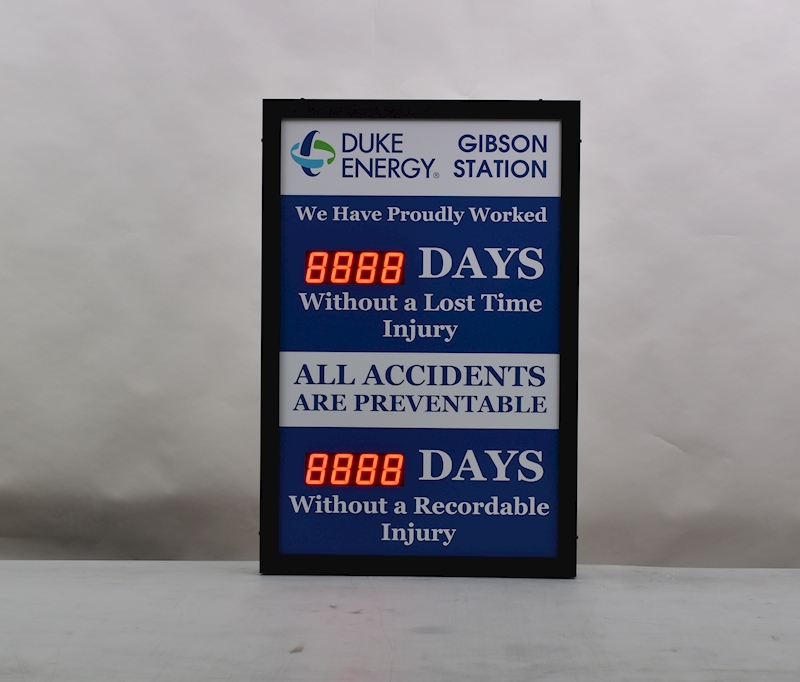 DUKE ENERGY®
GIBSON STATION
We Have Proudly Worked
8888 DAYS
Without a Lost Time
Injury
ALL ACCIDENTS
ARE PREVENTABLE
8888 DAYS
Without a Recordable
Injury